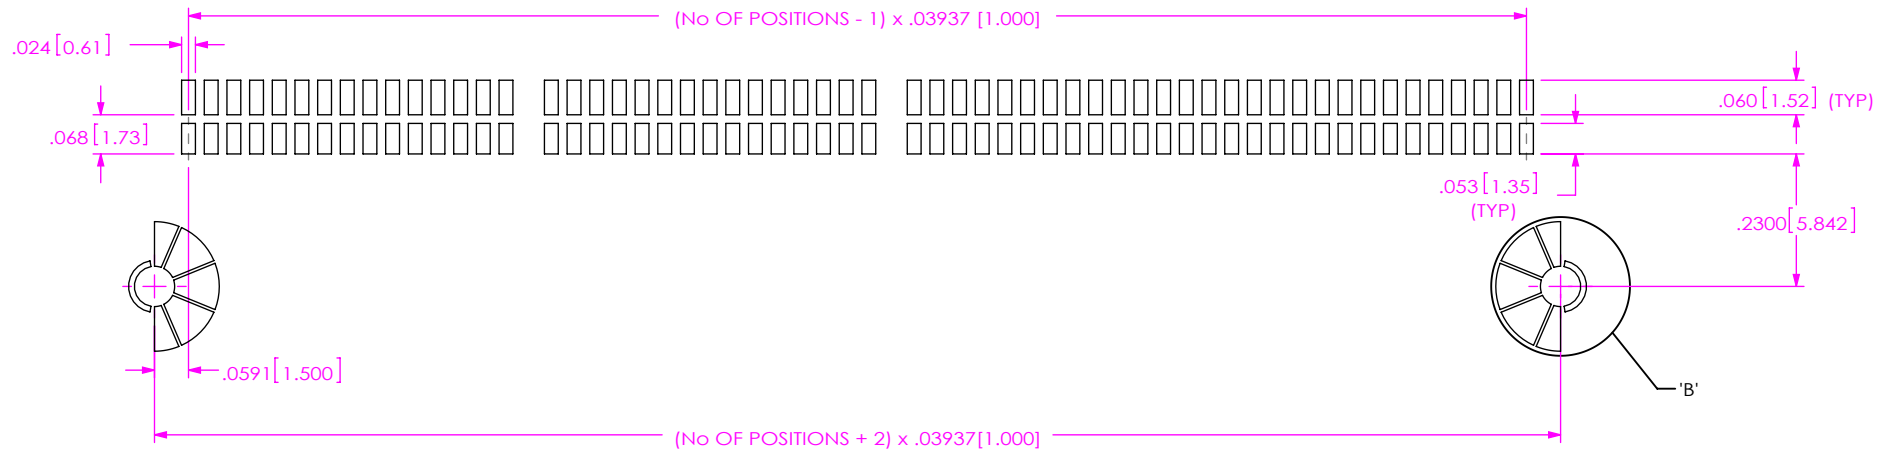 (No OF POSITIONS - 1) x .03937 [1.000]
.024[0.61]
.060[1.52] (TYP)
.068[1.73]
.053[1.35]
(TYP)
.2300[5.842]
.0591[1.500]
'B'
(No OF POSITIONS + 2) x .03937[1.000]